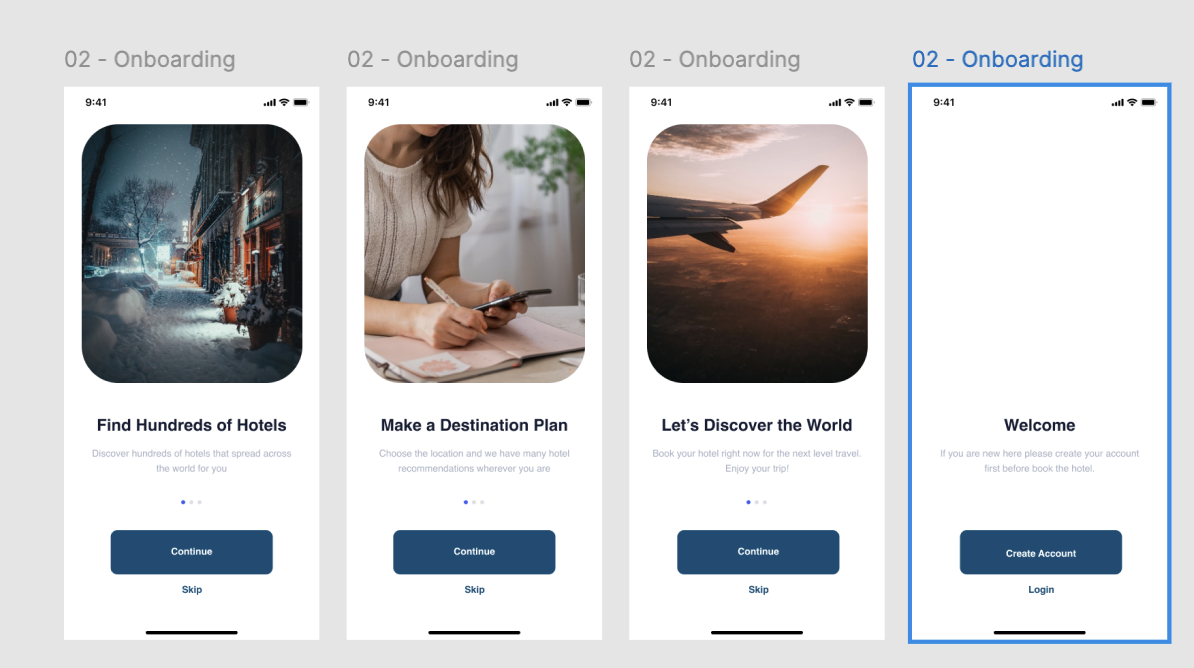 02 - Onboarding
9:41
Find Hundreds of Hotels
Discover hundreds of hotels that spread across
the world for you
Continue
Skip
02 - Onboarding
9:41
Make a Destination Plan
Choose the location and we have many hotel
recommendations wherever you are
Continue
Skip
02 - Onboarding
9:41
Let’s Discover the World
Book your hotel right now for the next level travel.
Enjoy your trip!
Continue
Skip
02 - Onboarding
9:41
Welcome
If you are new here please create your account
first before book the hotel.
Create Account
Login